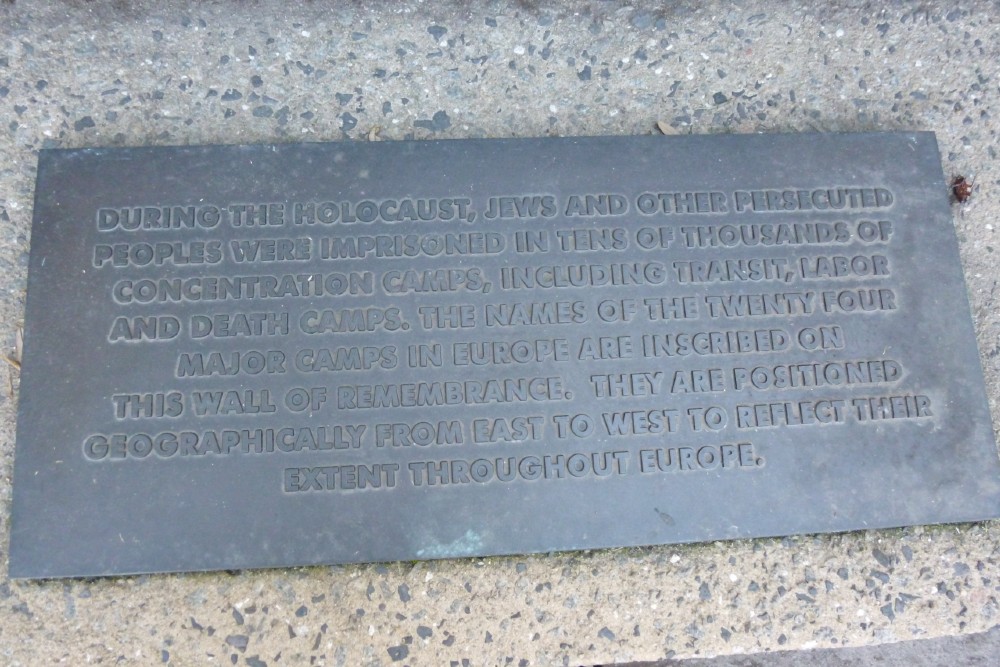 DURING THE HOLOCAUST, JEWS AND OTHER PERSECUTED
PEOPLES WERE IMPRISONED IN TENS OF THOUSANDS OF
CONCENTRATION CAMPS, INCLUDING TRANSIT, LABOR
AND DEATH CAMPS. THE NAMES OF THE TWENTY FOUR
MAJOR CAMPS IN EUROPE ARE INSCRIBED ON
THIS WALL OF REMEMBRANCE. THEY ARE POSITIONED
GEOGRAPHICALLY FROM EAST TO WEST TO REFLECT THEIR
EXTENT THROUGHOUT EUROPE.